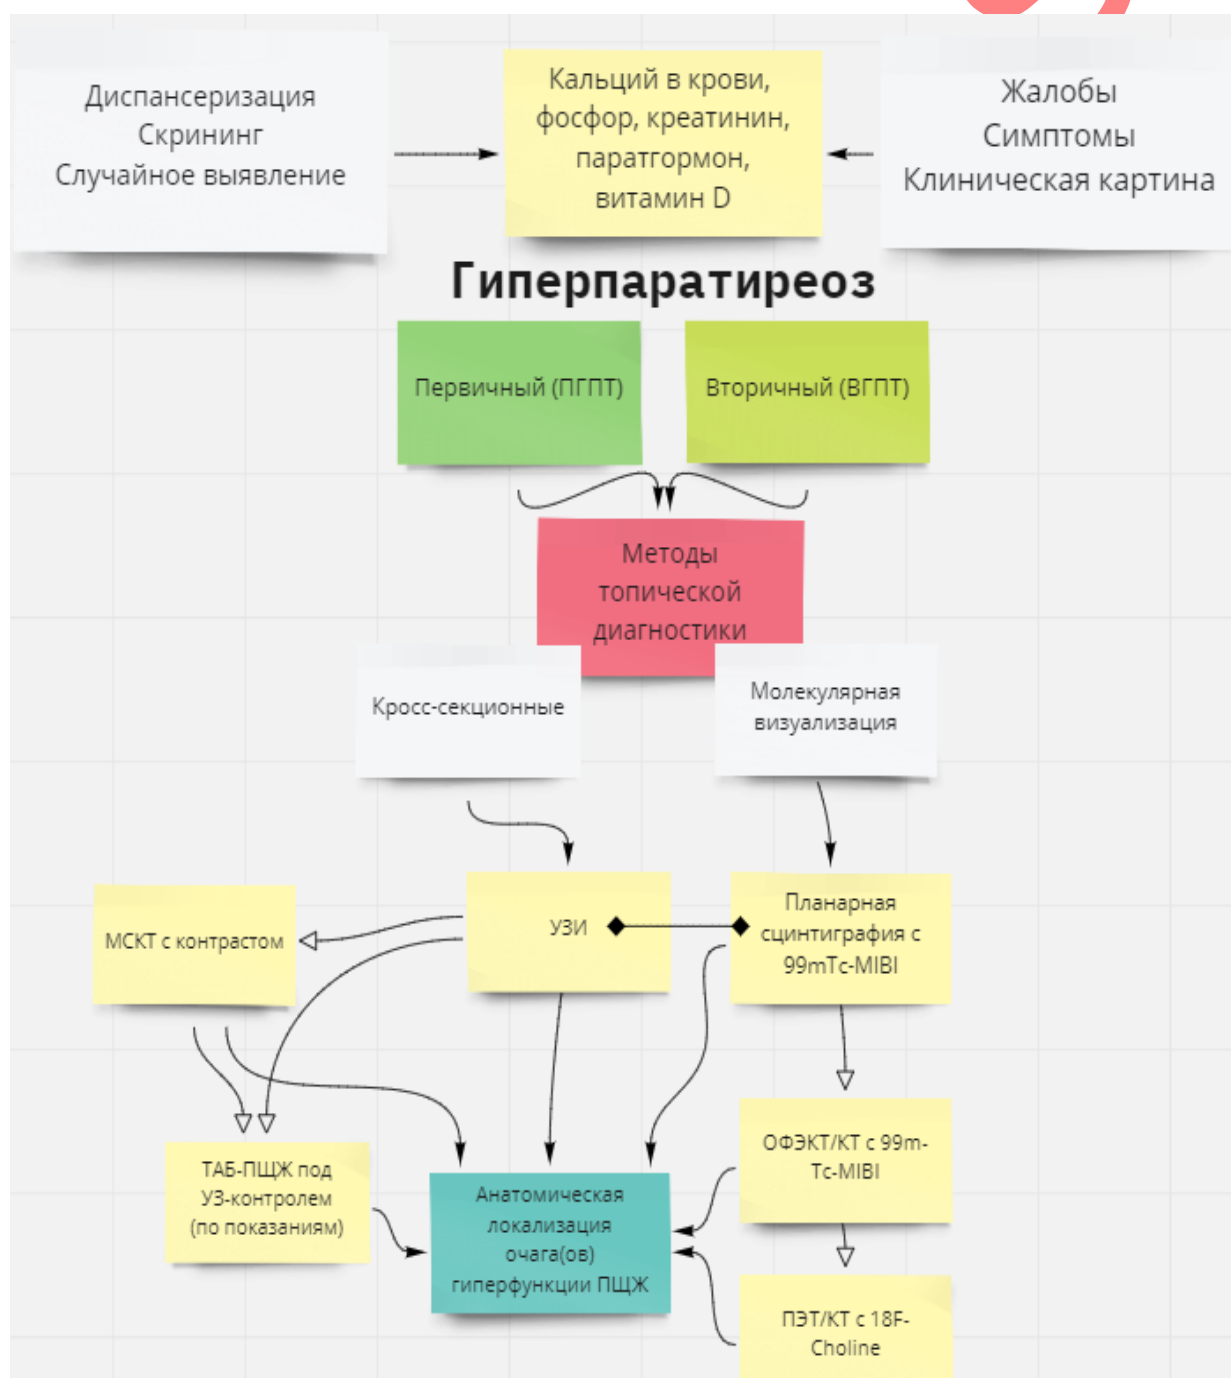 Диспансеризация
Скрининг
Случайное выявление
Кальций в крови,
фосфор, креатинин,
паратгормон,
витамин D
Жалобы
Симптомы
Клиническая картина
Гиперпаратиреоз
Первичный (ПГПТ)
Вторичный (ВГПТ)
Методы
топической
диагностики
Кросс-секционные
Молекулярная
визуализация
МСКТ с контрастом
УЗИ
Планарная
сцинтиграфия с
99mTc-MIBI
ТАБ-ПЩЖ под
УЗ-контролем
(по показаниям)
Анатомическая
локализация
очага(ов)
гиперфункции ПЩЖ
ОФЭКТ/КТ с 99m-
Tc-MIBI
ПЭТ/КТ с 18F-
Choline